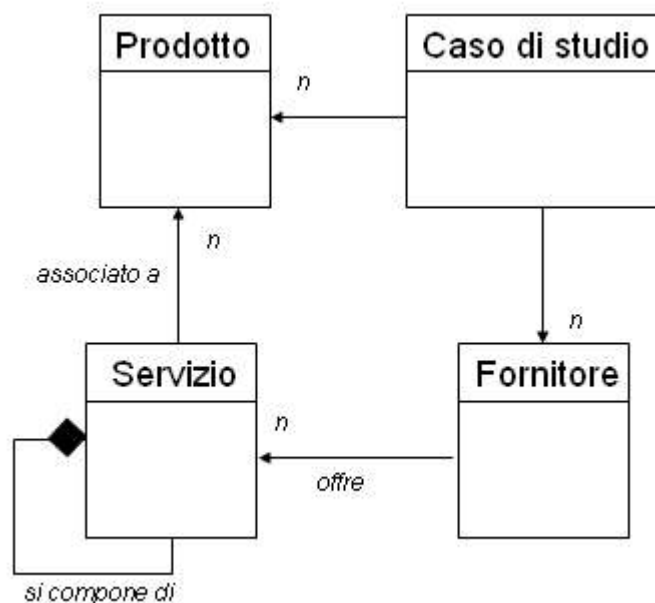 Prodotto
Caso di studio
n
n
associato a
n
Servizio
Fornitore
n
offre
si compone di